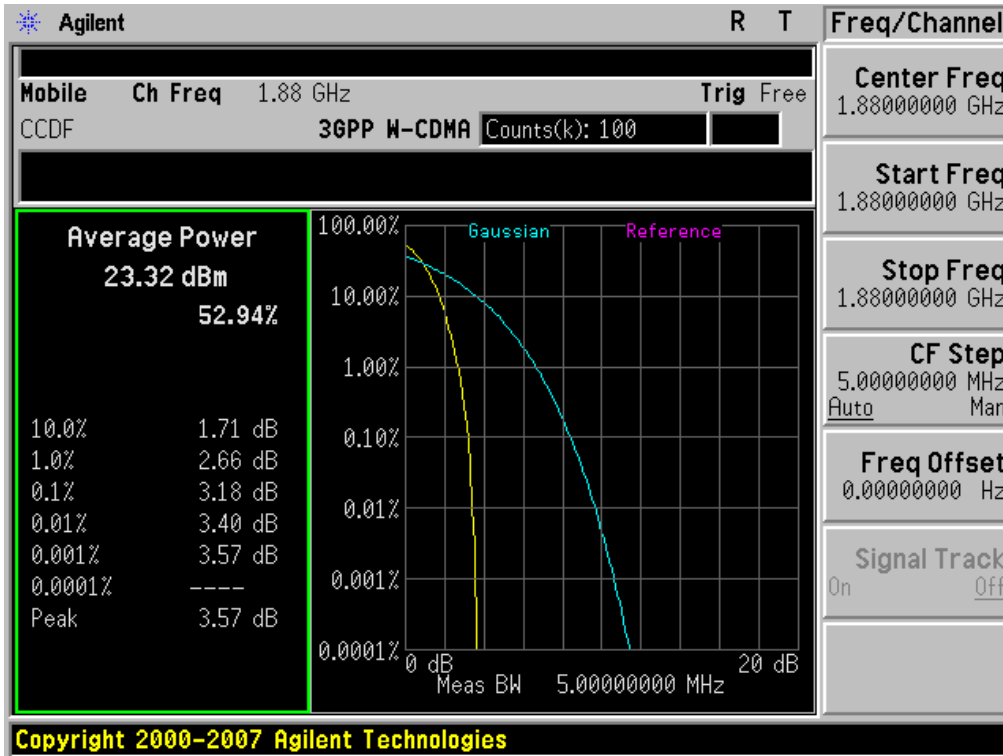 Agilent R T Freq/Channel
Mobile Ch Freq 1.88 GHz Trig Free
CCDF 3GPP W-CDMA Counts(k): 100
Average Power
23.32 dBm
52.94%
10.0% 1.71 dB
1.0% 2.66 dB
0.1% 3.18 dB
0.01% 3.40 dB
0.001% 3.57 dB
0.0001% ----
Peak 3.57 dB
Gaussian Reference
100.00%
10.00%
1.00%
0.10%
0.01%
0.001%
0.0001%
0 dB 20 dB
Meas BW 5.00000000 MHz
Center Freq
1.88000000 GHz
Start Freq
1.88000000 GHz
Stop Freq
1.88000000 GHz
CF Step
5.00000000 MHz
Auto Man
Freq Offset
0.00000000 Hz
Signal Track
On Off
Copyright 2000-2007 Agilent Technologies